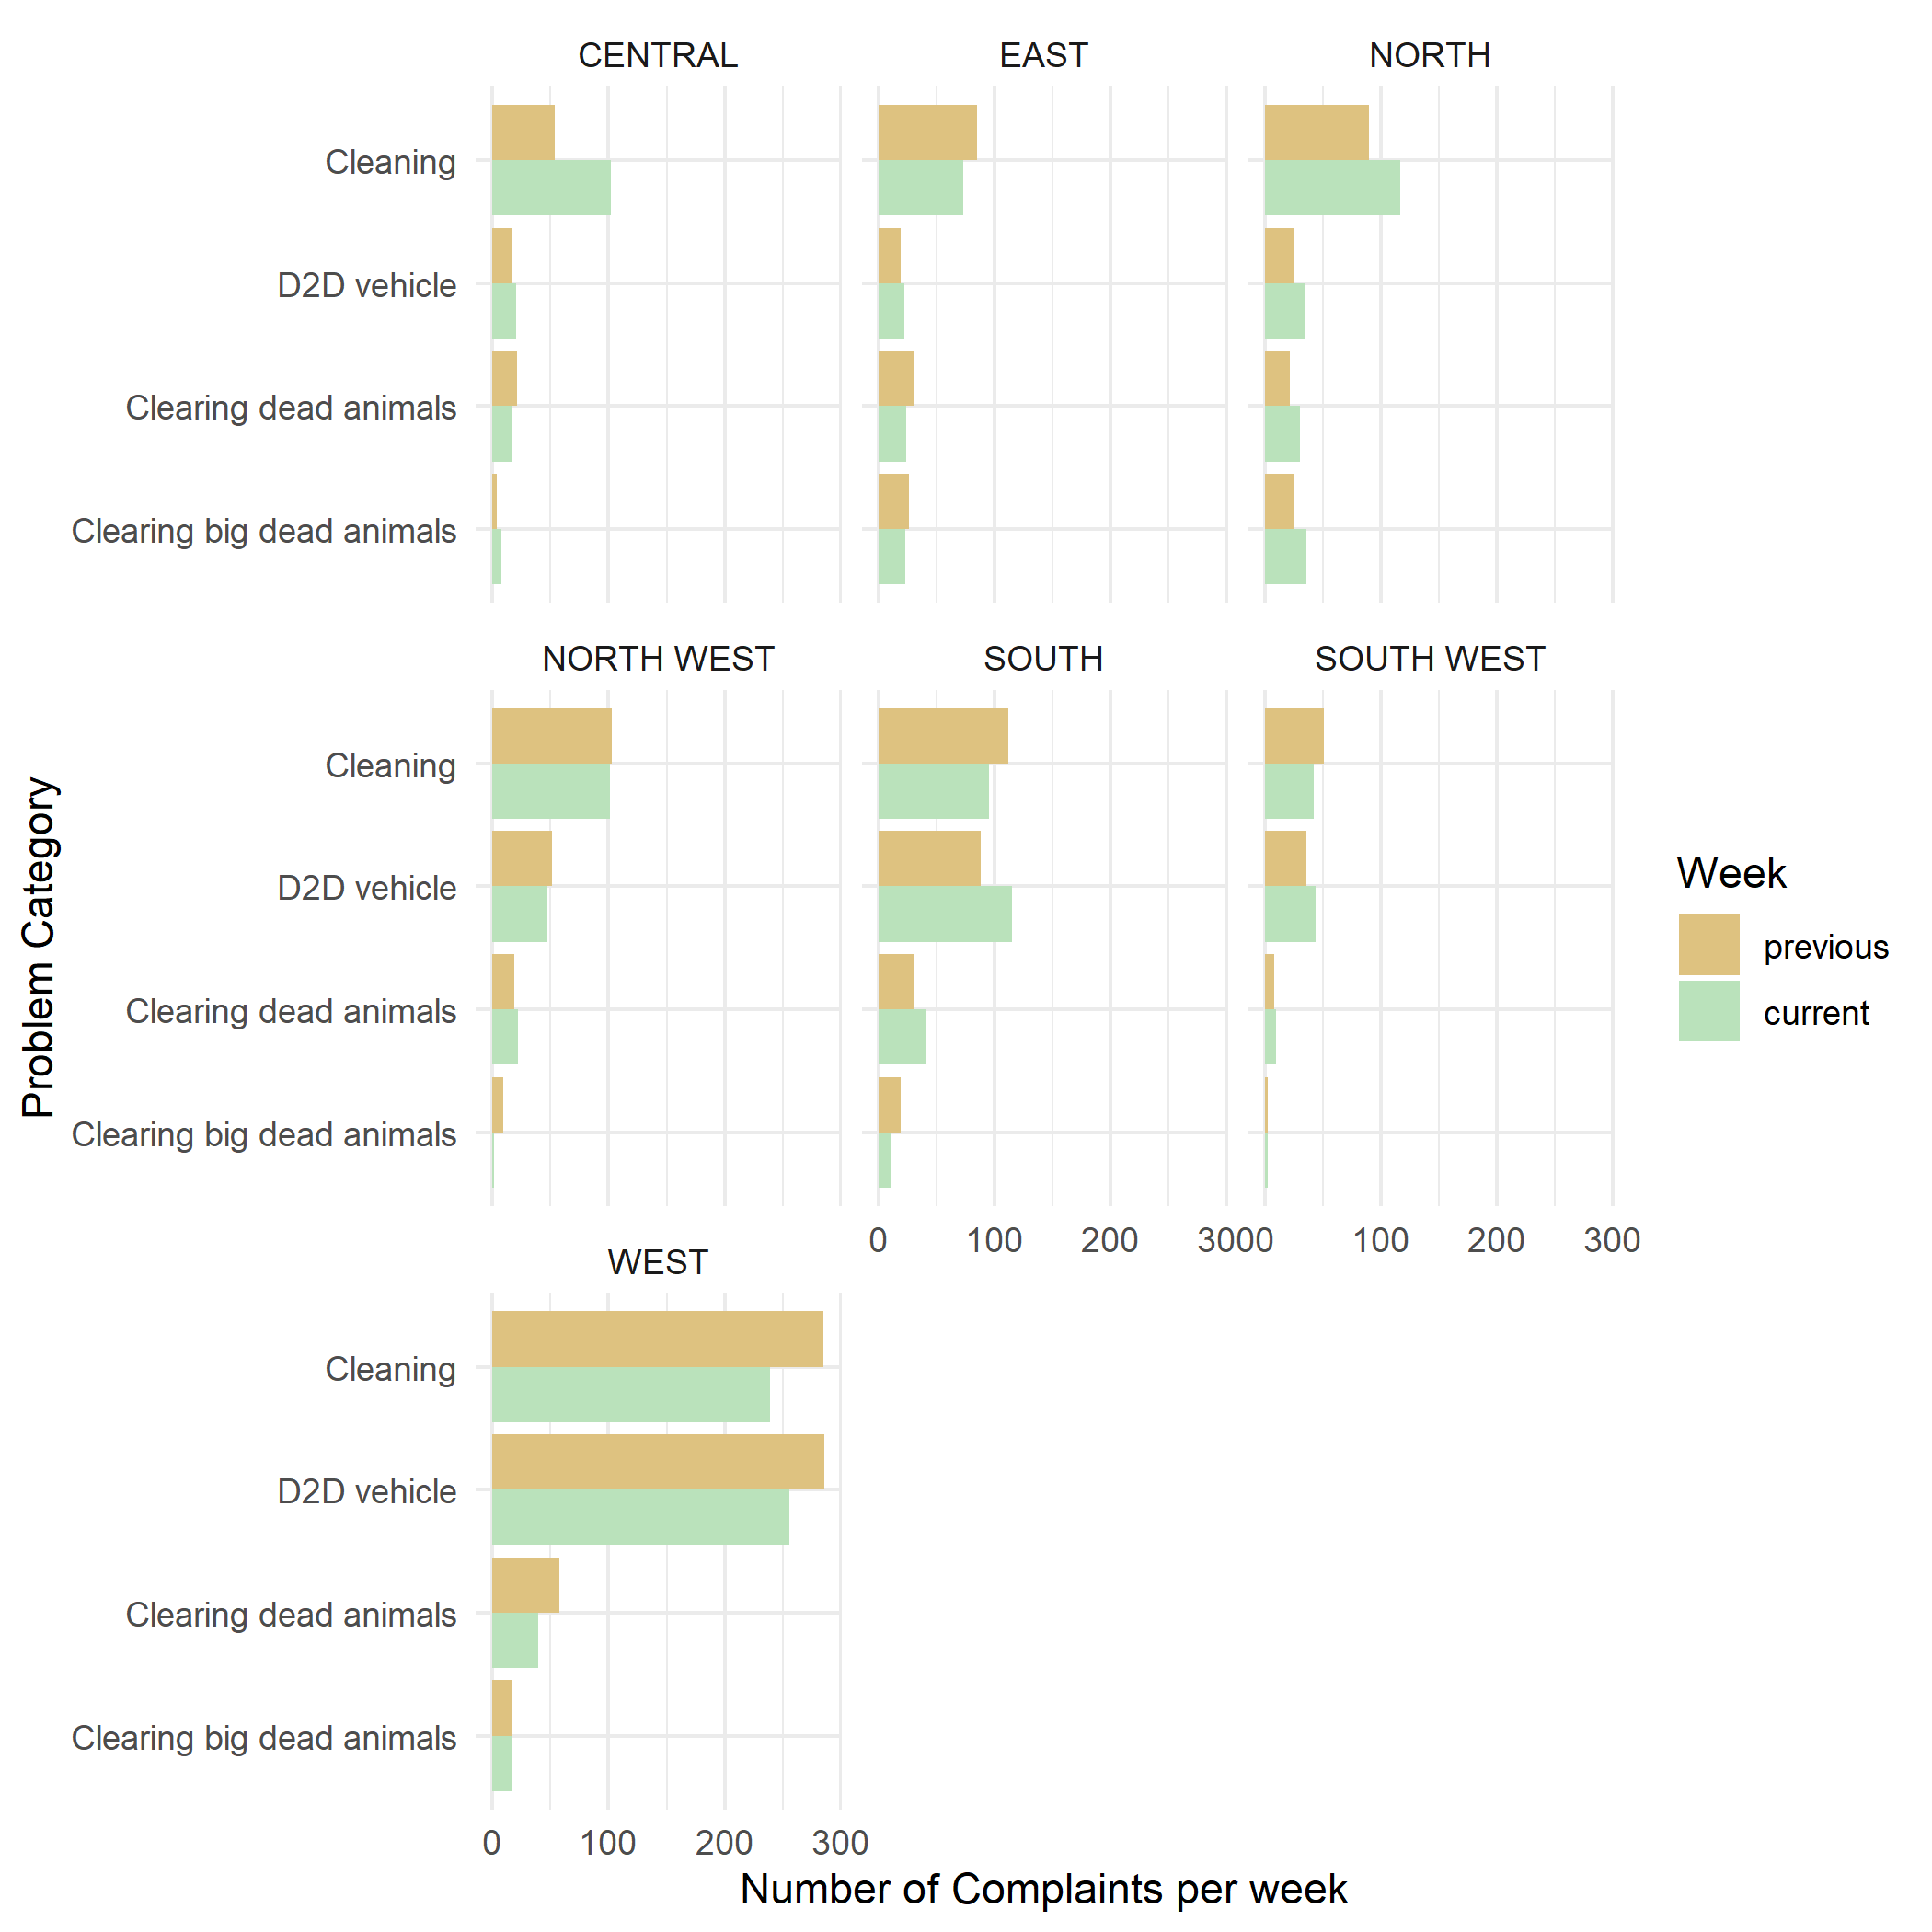 CENTRAL
EAST
NORTH
Cleaning
D2D vehicle
Clearing dead animals
Clearing big dead animals
NORTH WEST
SOUTH
SOUTH WEST
Problem Category
Cleaning
D2D vehicle
Clearing dead animals
Clearing big dead animals
0 100 200 300
0 100 200 300
Week
previous
current
WEST
Cleaning
D2D vehicle
Clearing dead animals
Clearing big dead animals
0 100 200 300
Number of Complaints per week